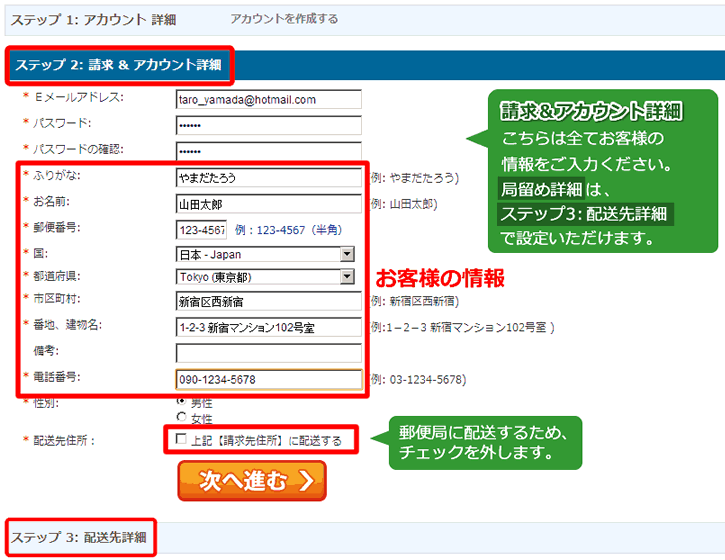 ステップ 1: アカウント 詳細 アカウントを作成する
ステップ 2: 請求 & アカウント詳細
* Eメールアドレス: taro_yamada@hotmail.com
* パスワード: ••••••
* パスワードの確認: ••••••
* ふりがな: やまだたろう 例: やまだたろう)
* お名前: 山田太郎 例: 山田太郎)
* 郵便番号: 123-4567 例：123-4567（半角）
* 国: 日本 - Japan
* 都道府県: Tokyo (東京都)
* 市区町村: 新宿区西新宿 例: 新宿区西新宿)
* 番地、建物名: 1-2-3 新宿マンション102号室 例:1－2－3 新宿マンション102号室 )
備考:
* 電話番号: 090-1234-5678 例: 03-1234-5678)
* 性別: 男性
女性
* 配送先住所： 上記【請求先住所】に配送する
請求&アカウント詳細
こちらは全てお客様の
情報をご入力ください。
局留め詳細は、
ステップ3：配送先詳細
で設定いただけます。
お客様の情報
郵便局に配送するため、
チェックを外します。
次へ進む
ステップ 3: 配送先詳細